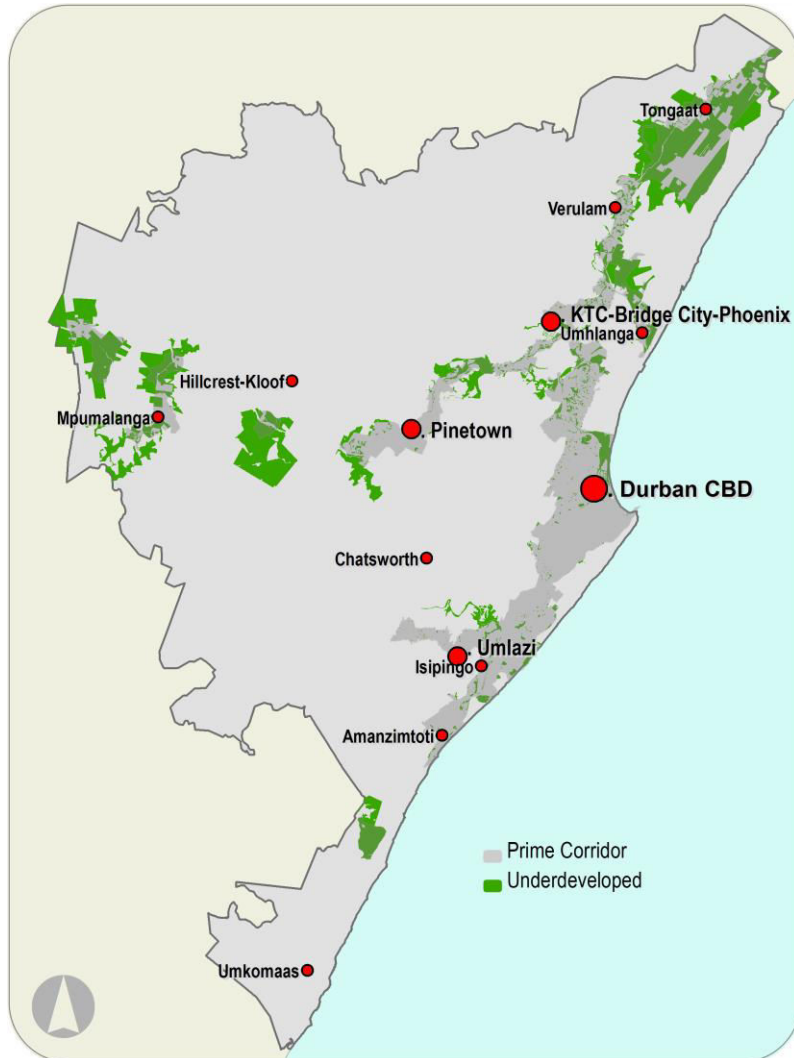 Tongaat
Verulam
. KTC-Bridge City-Phoenix
Umhlanga
Hillcrest-Kloof
Mpumalanga
. Pinetown
. Durban CBD
Chatsworth
. Umlazi
Isipingo
Amanzimtoti
Prime Corridor
Underdeveloped
Umkomaas